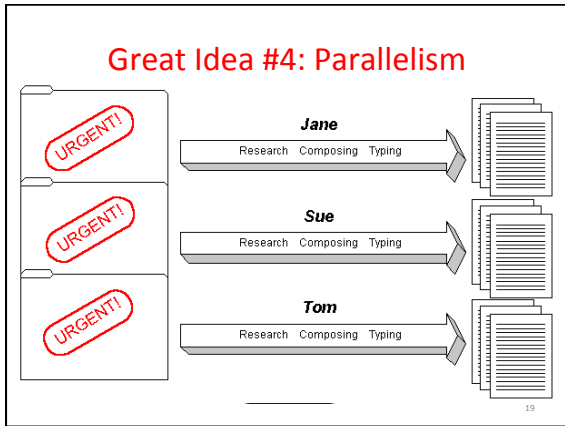 Great Idea #4: Parallelism
URGENT!
Jane
Research Composing Typing
URGENT!
Sue
Research Composing Typing
URGENT!
Tom
Research Composing Typing
19